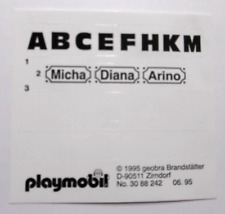 ABCEFHKM
1
2 Micha Diana Arino
3
© 1995 geobra Brandstätter
playmobil D-90511 Zirndorf
No. 30 88 242 06. 95